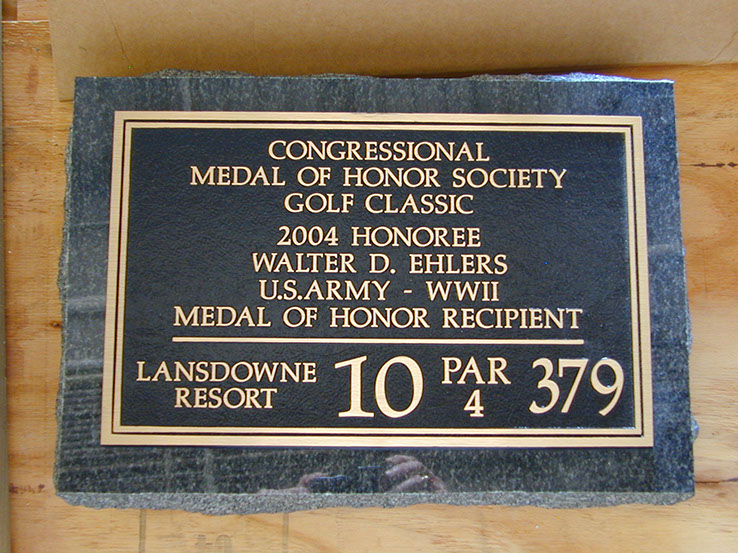 CONGRESSIONAL
MEDAL OF HONOR SOCIETY
GOLF CLASSIC
2004 HONOREE
WALTER D. EHLERS
U.S.ARMY - WWII
MEDAL OF HONOR RECIPIENT
LANSDOWNE
RESORT
10
PAR
4
379